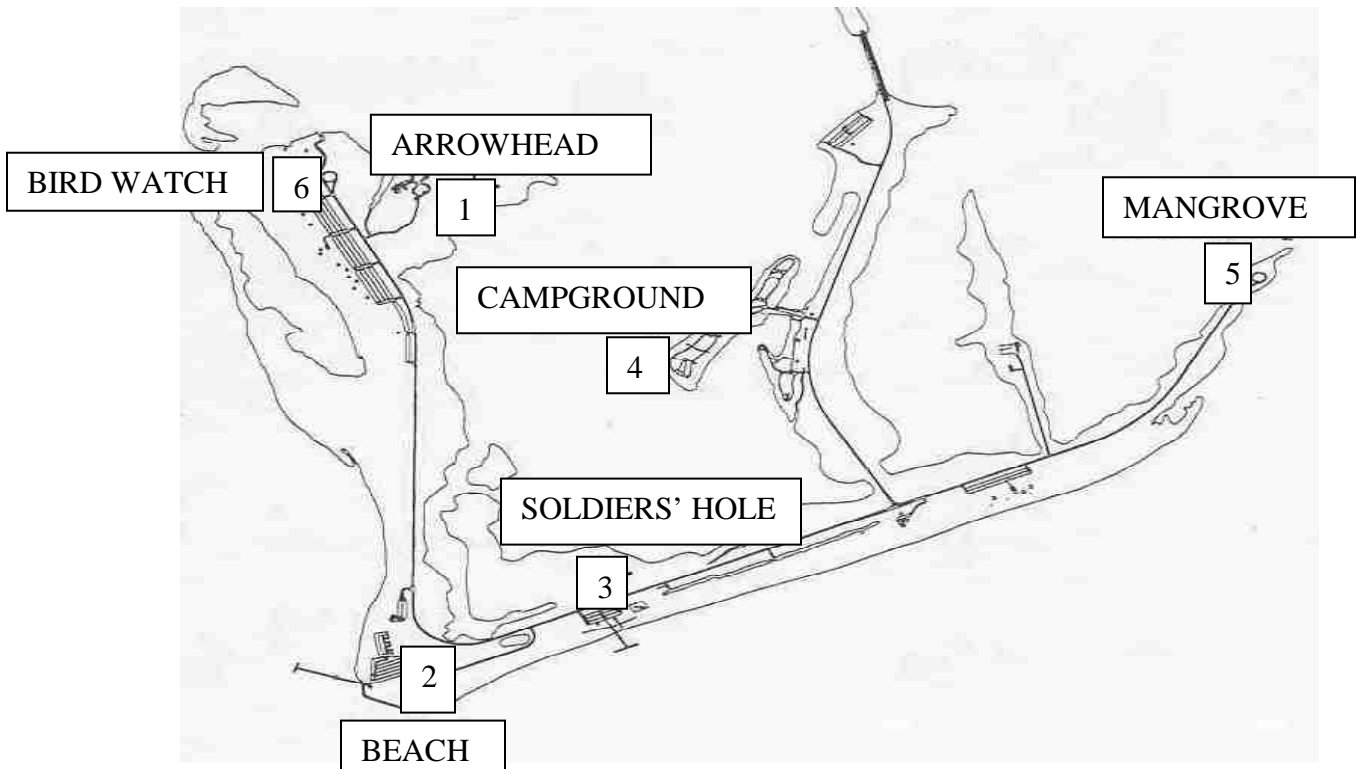 ARROWHEAD
BIRD WATCH
6
1
MANGROVE
5
CAMPGROUND
4
SOLDIERS’ HOLE
3
2
BEACH